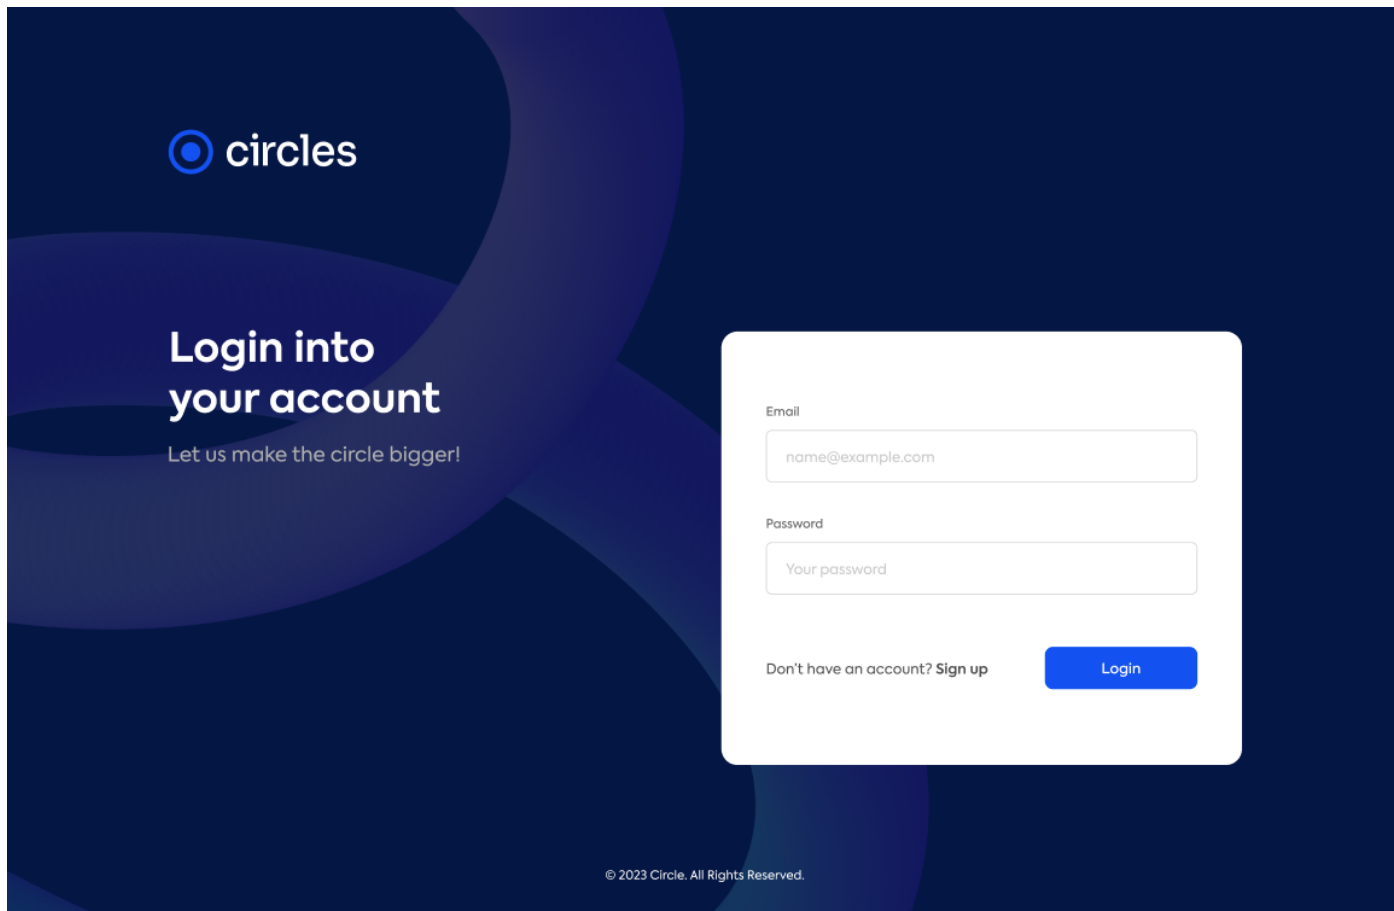 circles
Login into
your account
Let us make the circle bigger!
Email
name@example.com
Password
Your password
Don't have an account? Sign up
Login
© 2023 Circle. All Rights Reserved.